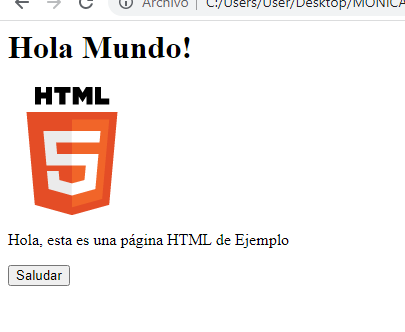 Archivo | C:/Users/User/Desktop/MONICA
Hola Mundo!
HTML
5
Hola, esta es una página HTML de Ejemplo
Saludar